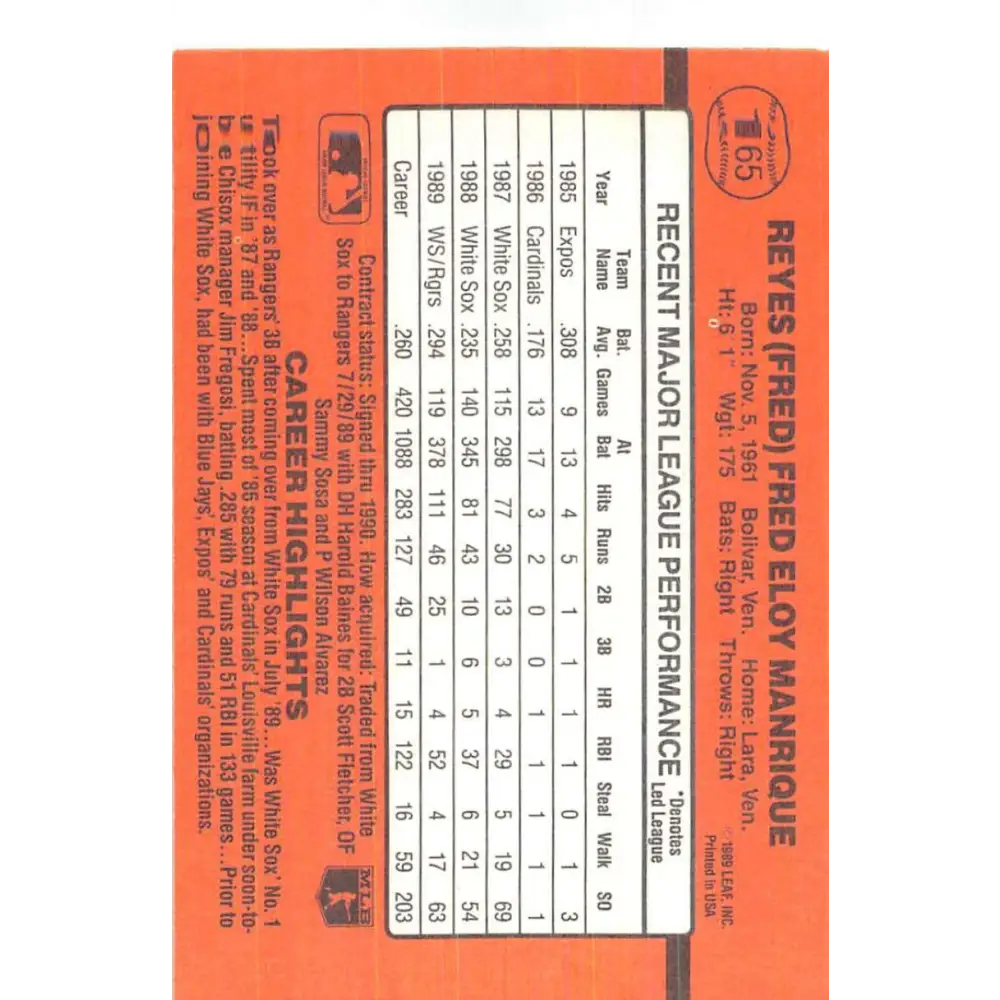 165
REYES (FRED) FRED ELOY MANRIQUE
Born: Nov. 5, 1961 Bolivar, Ven. Home: Lara, Ven.
Ht: 6' 1" Wgt: 175 Bats: Right Throws: Right
© 1989 LEAF, INC.
Printed in USA
RECENT MAJOR LEAGUE PERFORMANCE *Denotes Led League
Year Team Name Bat. Avg. Games At Bat Hits Runs 2B 3B HR RBI Steal Walk SO
1985 Expos .308 9 13 4 5 1 1 1 1 0 1 3
1986 Cardinals .176 13 17 3 2 0 0 1 1 1 1 1
1987 White Sox .258 115 298 77 30 13 3 4 29 5 19 69
1988 White Sox .235 140 345 81 43 10 6 5 37 6 21 54
1989 WS/Rgrs .294 119 378 111 46 25 1 4 52 4 17 63
Career .260 420 1088 283 127 49 11 15 122 16 59 203
Contract status: Signed thru 1990. How acquired: Traded from White
Sox to Rangers 7/29/89 with DH Harold Baines for 2B Scott Fletcher, OF
Sammy Sosa and P Wilson Alvarez
MLB
CAREER HIGHLIGHTS
Took over as Rangers' 3B after coming over from White Sox in July '89...Was White Sox' No. 1
utility IF in '87 and '88...Spent most of '86 season at Cardinals' Louisville farm under soon-to-
be Chisox manager Jim Fregosi, batting .285 with 79 runs and 51 RBI in 133 games...Prior to
joining White Sox, had been with Blue Jays', Expos' and Cardinals' organizations.